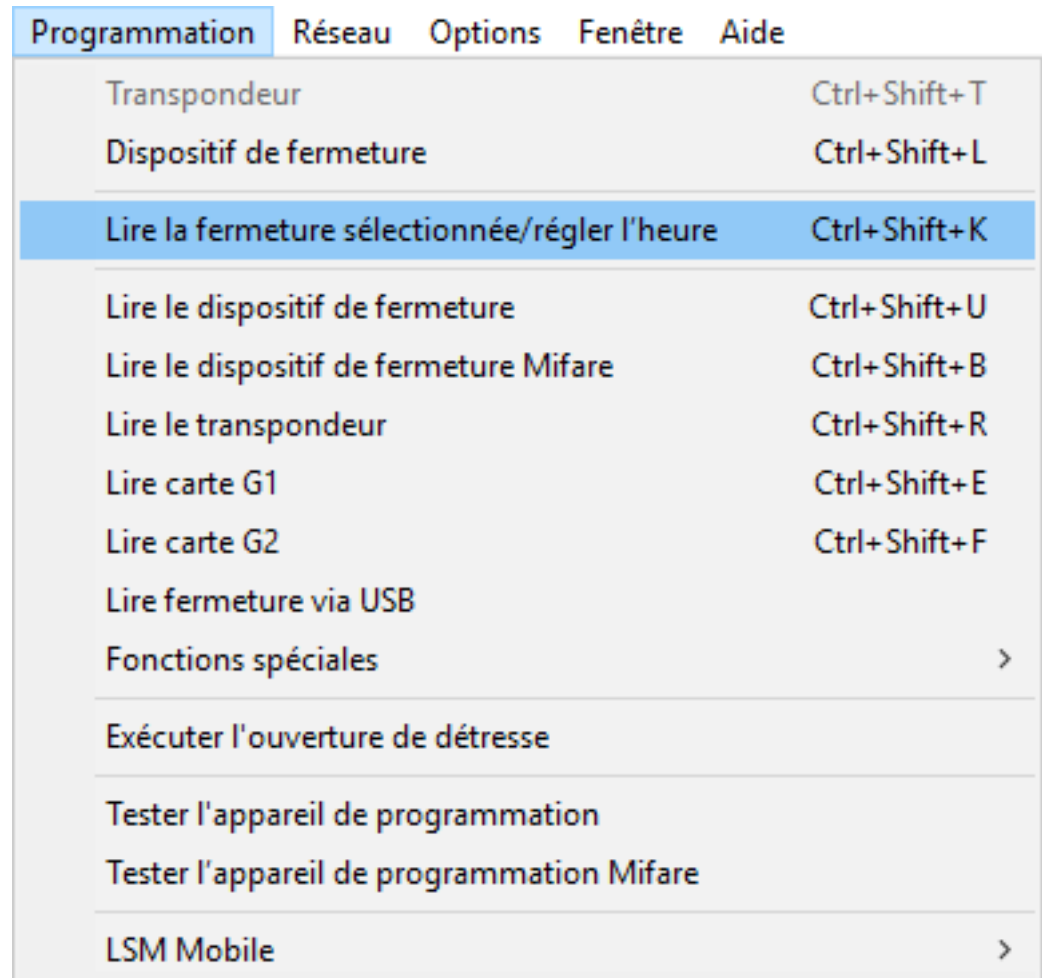 Programmation Réseau Options Fenêtre Aide
Transpondeur Ctrl+Shift+T
Dispositif de fermeture Ctrl+Shift+L
Lire la fermeture sélectionnée/régler l'heure Ctrl+Shift+K
Lire le dispositif de fermeture Ctrl+Shift+U
Lire le dispositif de fermeture Mifare Ctrl+Shift+B
Lire le transpondeur Ctrl+Shift+R
Lire carte G1 Ctrl+Shift+E
Lire carte G2 Ctrl+Shift+F
Lire fermeture via USB
Fonctions spéciales
Exécuter l'ouverture de détresse
Tester l'appareil de programmation
Tester l'appareil de programmation Mifare
LSM Mobile